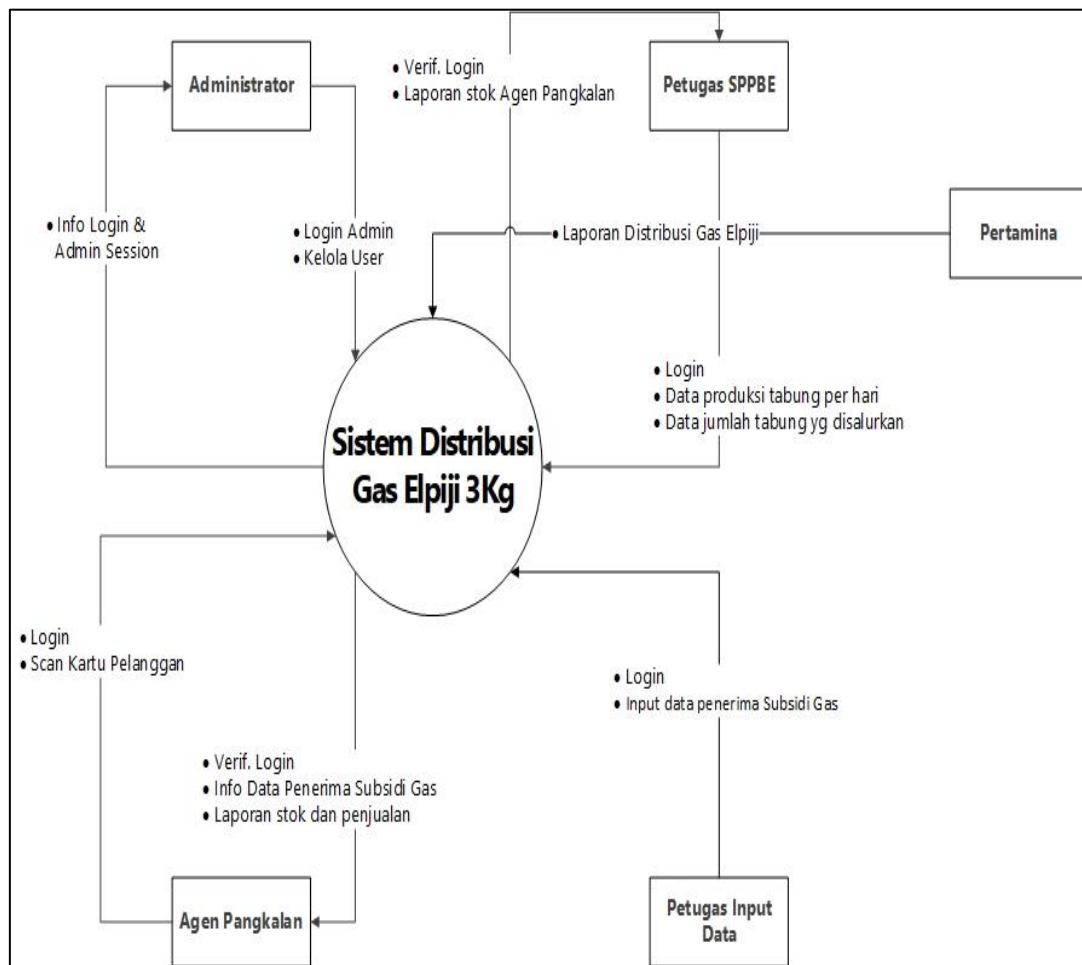 Administrator
• Verif. Login
• Laporan stok Agen Pangkalan
Petugas SPPBE
• Info Login &
Admin Session
• Login Admin
• Kelola User
• Laporan Distribusi Gas Elpiji
Pertamina
• Login
• Data produksi tabung per hari
• Data jumlah tabung yg disalurkan
Sistem Distribusi
Gas Elpiji 3Kg
• Login
• Scan Kartu Pelanggan
• Login
• Input data penerima Subsidi Gas
• Verif. Login
• Info Data Penerima Subsidi Gas
• Laporan stok dan penjualan
Agen Pangkalan
Petugas Input
Data